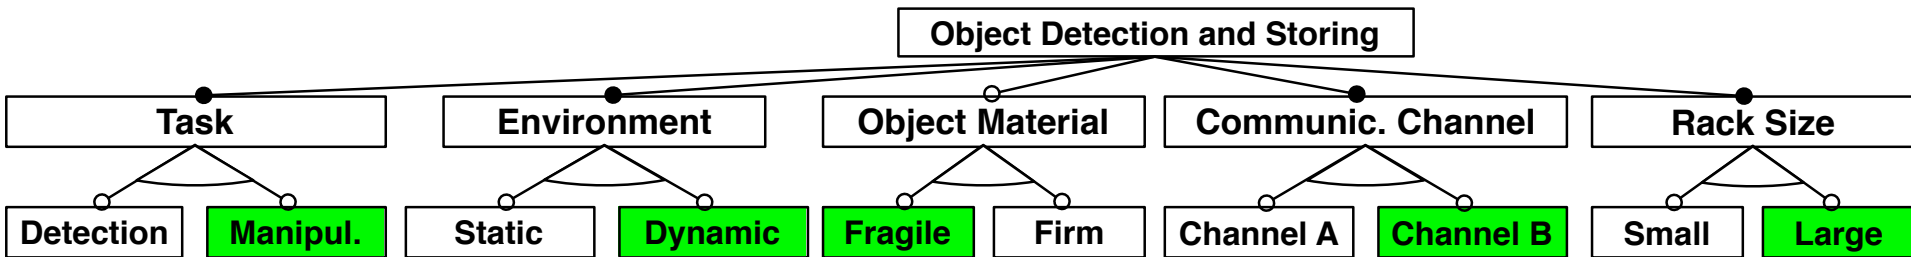 Object Detection and Storing
Task
Environment
Object Material
Communic. Channel
Rack Size
Detection
Manipul.
Static
Dynamic
Fragile
Firm
Channel A
Channel B
Small
Large